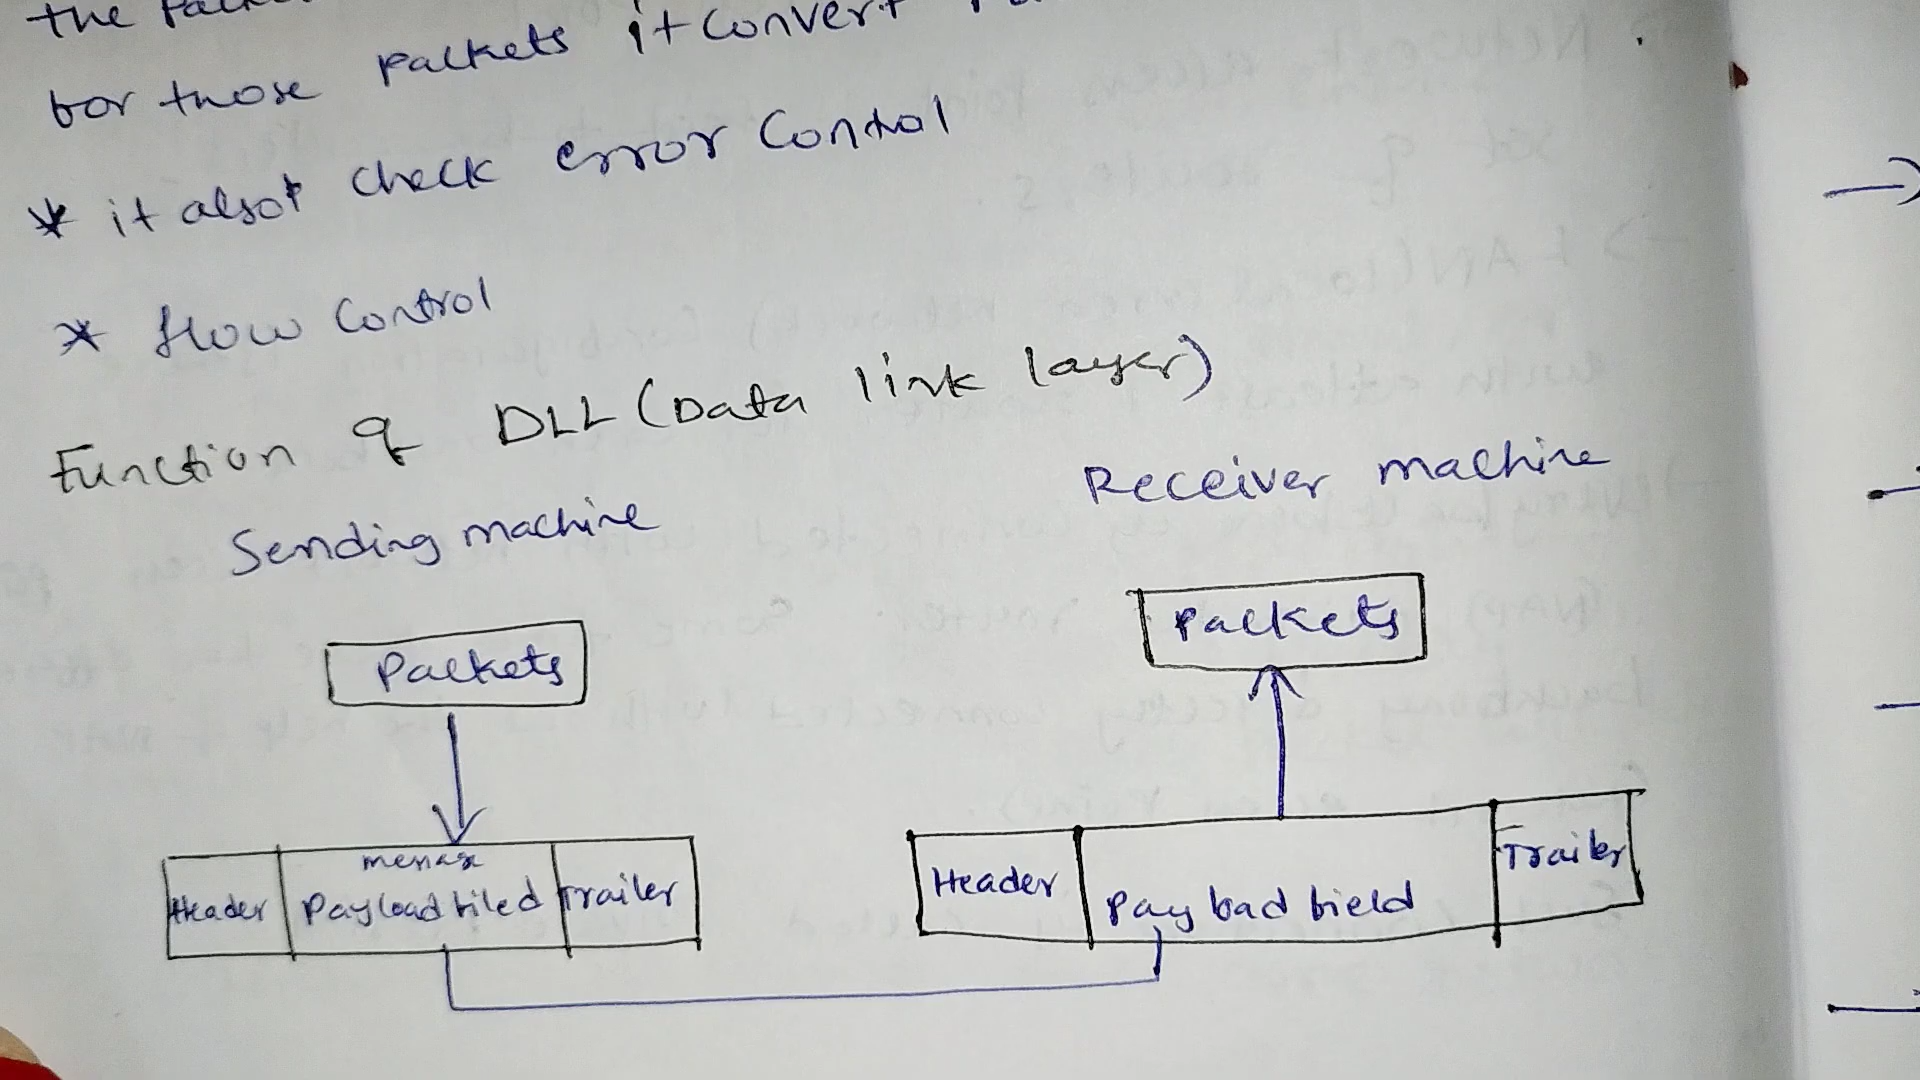 the
for those packets it convert
* it also check error Control
* flow Control
Function of DLL (Data link layer)
Sending machine
Receiver machine
Packets
Packets
Header
Payload filed
Trailer
Header
Pay load field
Trailer